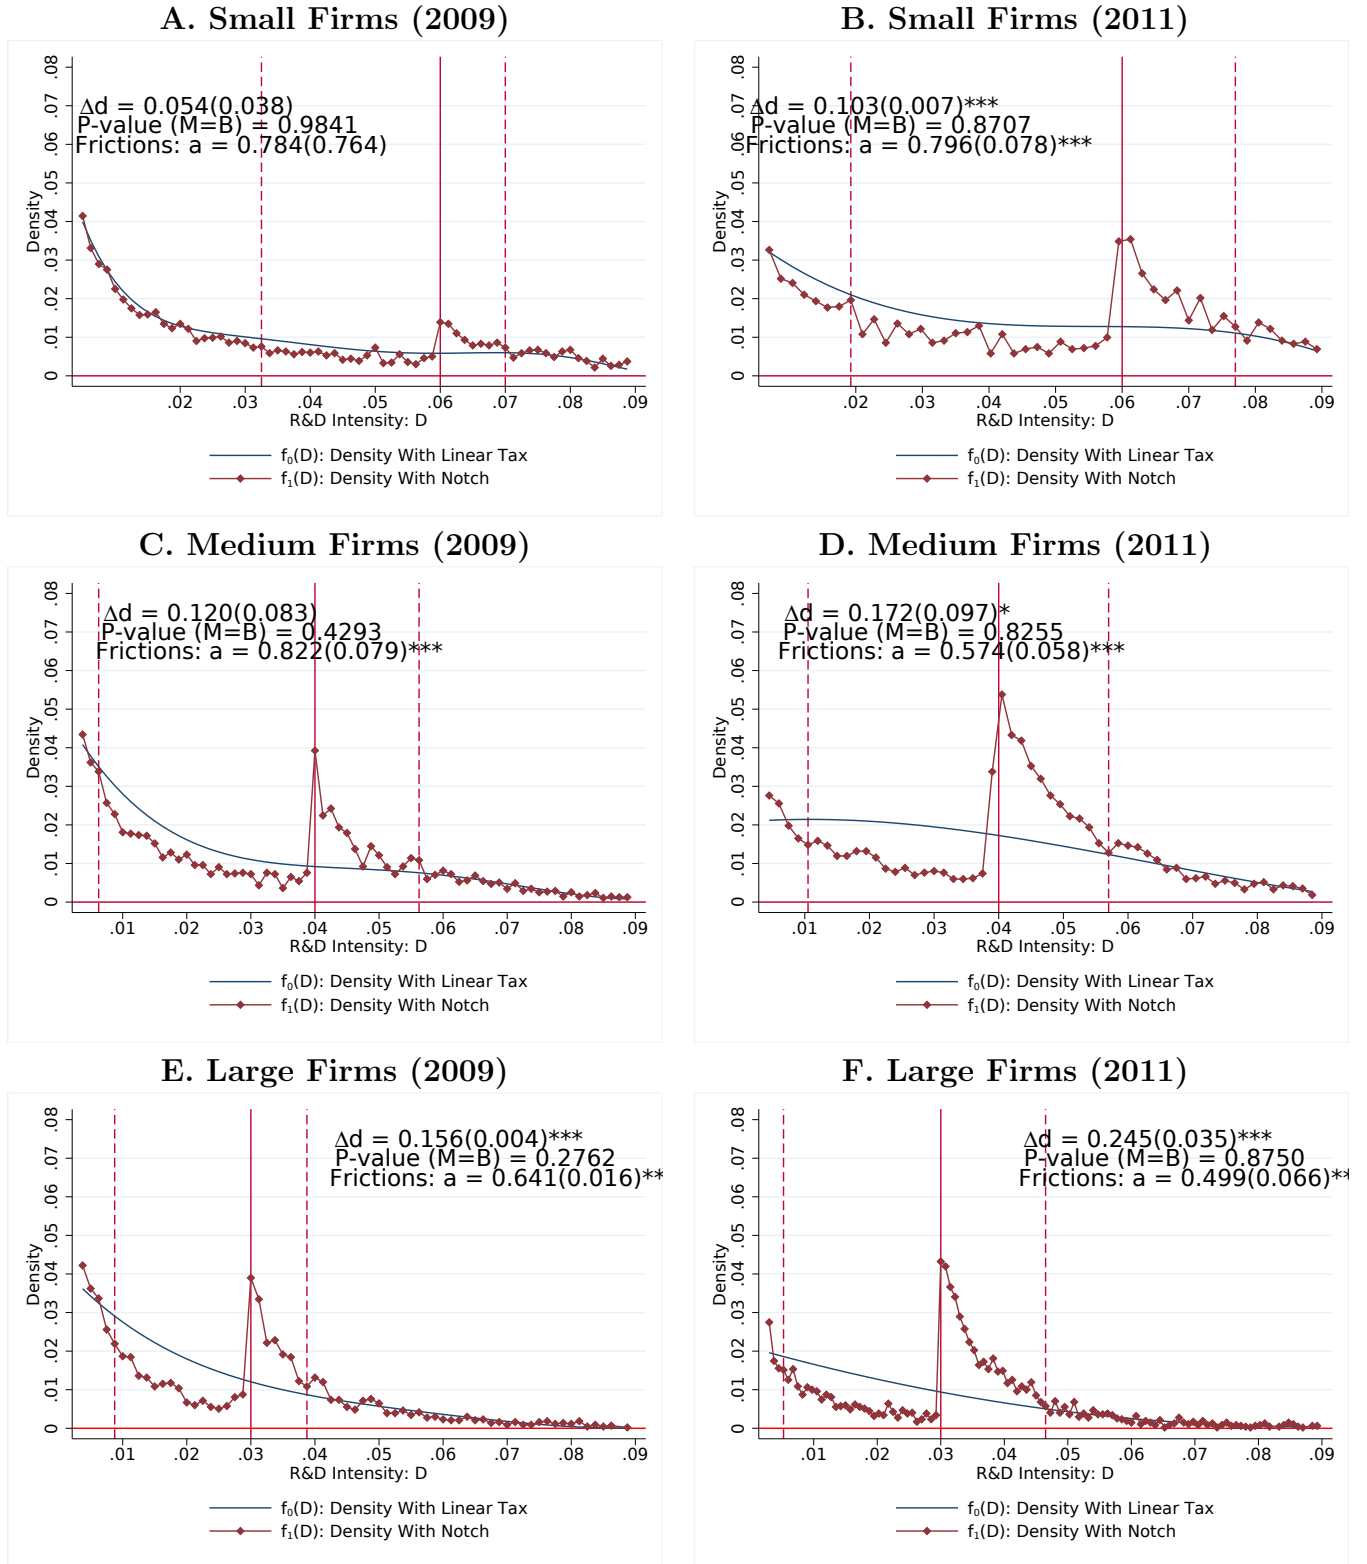 A. Small Firms (2009)
Δd = 0.054(0.038)
P-value (M=B) = 0.9841
Frictions: a = 0.784(0.764)
Density
0 .01 .02 .03 .04 .05 .06 .07 .08
.02 .03 .04 .05 .06 .07 .08 .09
R&D Intensity: D
f₀(D): Density With Linear Tax
f₁(D): Density With Notch
B. Small Firms (2011)
Δd = 0.103(0.007)***
P-value (M=B) = 0.8707
Frictions: a = 0.796(0.078)***
Density
0 .01 .02 .03 .04 .05 .06 .07 .08
.02 .03 .04 .05 .06 .07 .08 .09
R&D Intensity: D
f₀(D): Density With Linear Tax
f₁(D): Density With Notch
C. Medium Firms (2009)
Δd = 0.120(0.083)
P-value (M=B) = 0.4293
Frictions: a = 0.822(0.079)***
Density
0 .01 .02 .03 .04 .05 .06 .07 .08
.01 .02 .03 .04 .05 .06 .07 .08 .09
R&D Intensity: D
f₀(D): Density With Linear Tax
f₁(D): Density With Notch
D. Medium Firms (2011)
Δd = 0.172(0.097)*
P-value (M=B) = 0.8255
Frictions: a = 0.574(0.058)***
Density
0 .01 .02 .03 .04 .05 .06 .07 .08
.01 .02 .03 .04 .05 .06 .07 .08 .09
R&D Intensity: D
f₀(D): Density With Linear Tax
f₁(D): Density With Notch
E. Large Firms (2009)
Δd = 0.156(0.004)***
P-value (M=B) = 0.2762
Frictions: a = 0.641(0.016)**
Density
0 .01 .02 .03 .04 .05 .06 .07 .08
.01 .02 .03 .04 .05 .06 .07 .08 .09
R&D Intensity: D
f₀(D): Density With Linear Tax
f₁(D): Density With Notch
F. Large Firms (2011)
Δd = 0.245(0.035)***
P-value (M=B) = 0.8750
Frictions: a = 0.499(0.066)**
Density
0 .01 .02 .03 .04 .05 .06 .07 .08
.01 .02 .03 .04 .05 .06 .07 .08 .09
R&D Intensity: D
f₀(D): Density With Linear Tax
f₁(D): Density With Notch